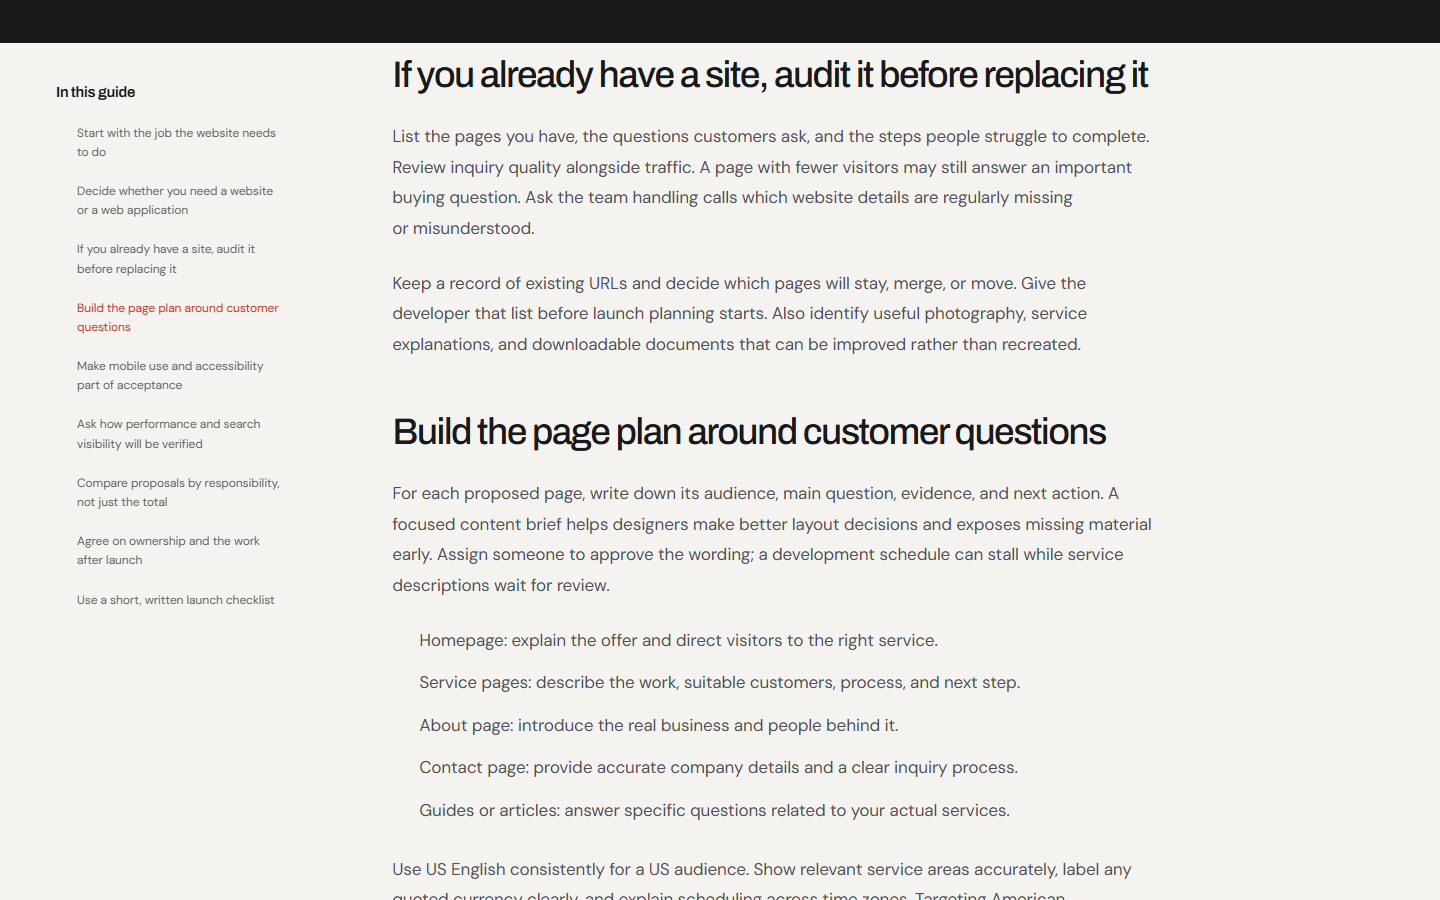 In this guide
Start with the job the website needs
to do
Decide whether you need a website
or a web application
If you already have a site, audit it
before replacing it
Build the page plan around customer
questions
Make mobile use and accessibility
part of acceptance
Ask how performance and search
visibility will be verified
Compare proposals by responsibility,
not just the total
Agree on ownership and the work
after launch
Use a short, written launch checklist
If you already have a site, audit it before replacing it
List the pages you have, the questions customers ask, and the steps people struggle to complete.
Review inquiry quality alongside traffic. A page with fewer visitors may still answer an important
buying question. Ask the team handling calls which website details are regularly missing
or misunderstood.
Keep a record of existing URLs and decide which pages will stay, merge, or move. Give the
developer that list before launch planning starts. Also identify useful photography, service
explanations, and downloadable documents that can be improved rather than recreated.
Build the page plan around customer questions
For each proposed page, write down its audience, main question, evidence, and next action. A
focused content brief helps designers make better layout decisions and exposes missing material
early. Assign someone to approve the wording; a development schedule can stall while service
descriptions wait for review.
Homepage: explain the offer and direct visitors to the right service.
Service pages: describe the work, suitable customers, process, and next step.
About page: introduce the real business and people behind it.
Contact page: provide accurate company details and a clear inquiry process.
Guides or articles: answer specific questions related to your actual services.
Use US English consistently for a US audience. Show relevant service areas accurately, label any
quoted currency clearly, and explain scheduling across time zones. Targeting American